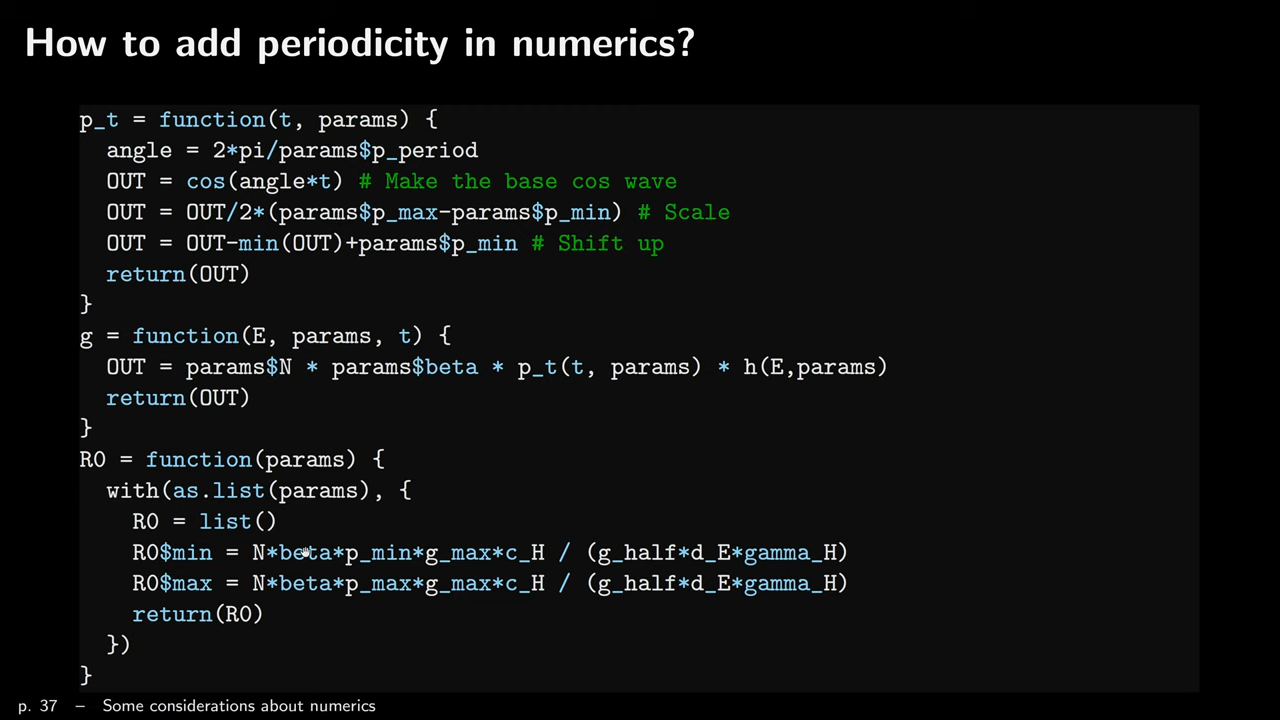 How to add periodicity in numerics?
p_t = function(t, params) {
  angle = 2*pi/params$p_period
  OUT = cos(angle*t) # Make the base cos wave
  OUT = OUT/2*(params$p_max-params$p_min) # Scale
  OUT = OUT-min(OUT)+params$p_min # Shift up
  return(OUT)
}
g = function(E, params, t) {
  OUT = params$N * params$beta * p_t(t, params) * h(E,params)
  return(OUT)
}
R0 = function(params) {
  with(as.list(params), {
    R0 = list()
    R0$min = N*beta*p_min*g_max*c_H / (g_half*d_E*gamma_H)
    R0$max = N*beta*p_max*g_max*c_H / (g_half*d_E*gamma_H)
    return(R0)
  })
}
p. 37 – Some considerations about numerics